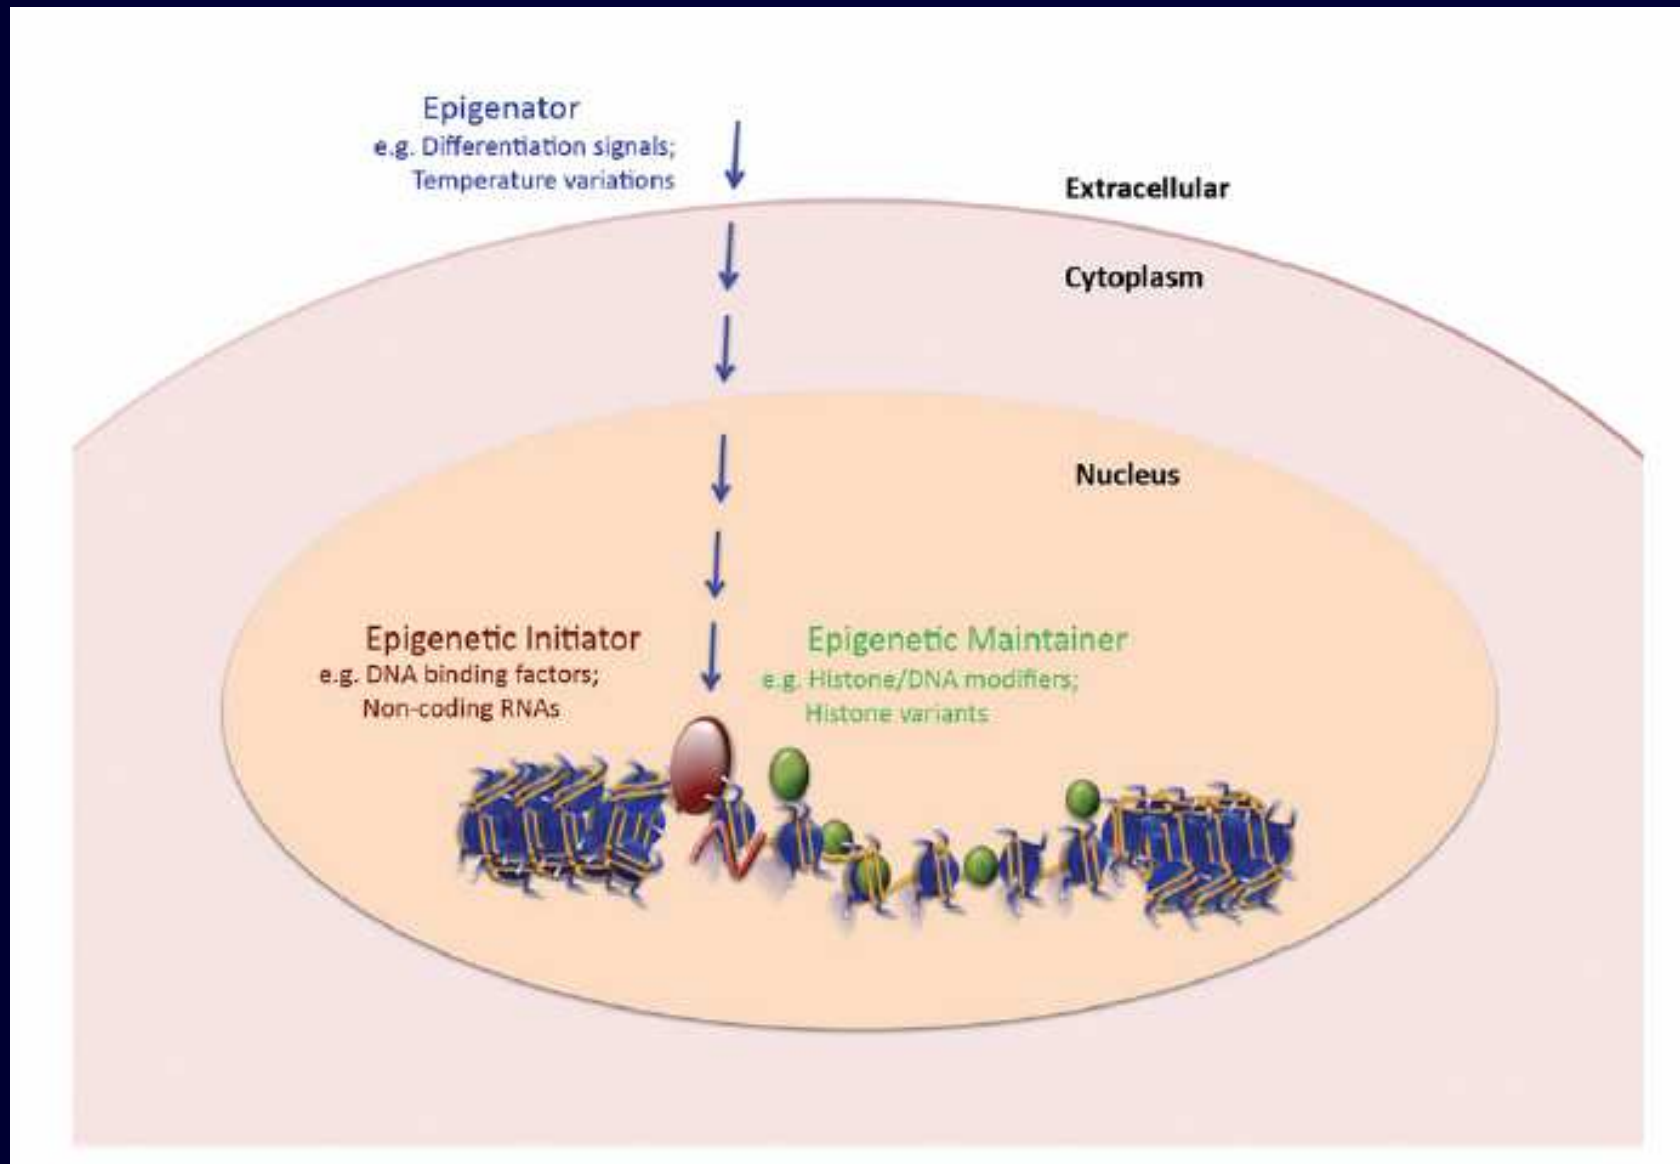 Epigenator
e.g. Differentiation signals;
Temperature variations
Extracellular
Cytoplasm
Nucleus
Epigenetic Initiator
e.g. DNA binding factors;
Non-coding RNAs
Epigenetic Maintainer
e.g. Histone/DNA modifiers;
Histone variants